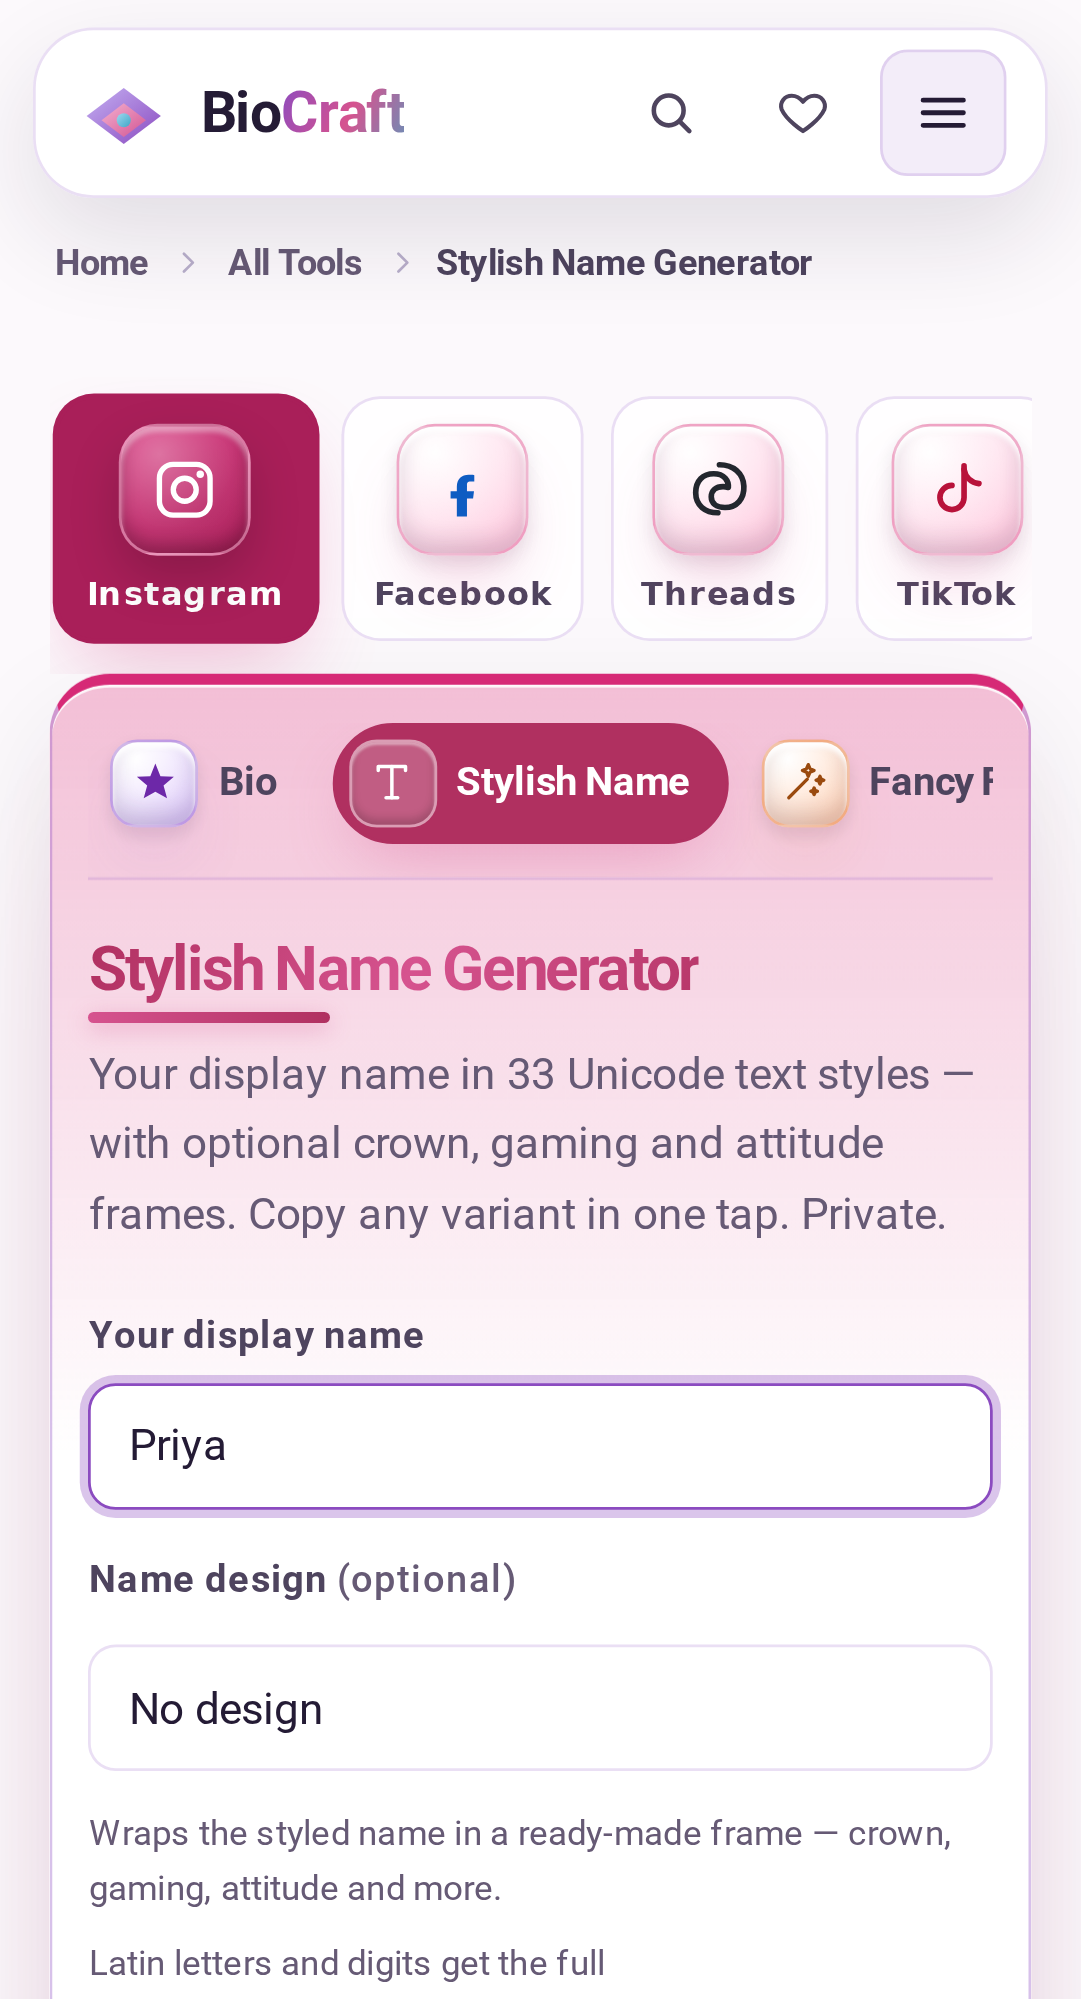 BioCraft
Home > All Tools > Stylish Name Generator
Instagram
Facebook
Threads
TikTok
Bio
Stylish Name
Fancy
Stylish Name Generator
Your display name in 33 Unicode text styles —
with optional crown, gaming and attitude
frames. Copy any variant in one tap. Private.
Your display name
Priya
Name design (optional)
No design
Wraps the styled name in a ready-made frame — crown,
gaming, attitude and more.
Latin letters and digits get the full